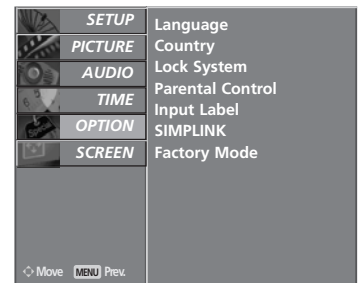 SETUP
PICTURE
AUDIO
TIME
OPTION
SCREEN
Language
Country
Lock System
Parental Control
Input Label
SIMPLINK
Factory Mode
Move MENU Prev.